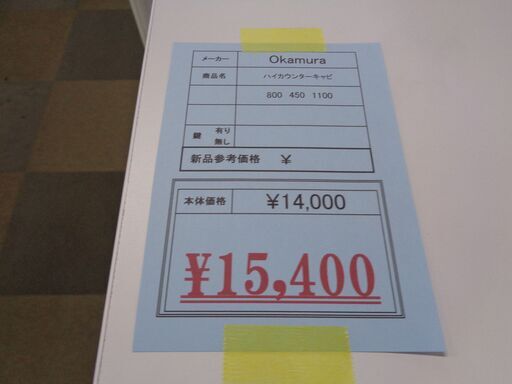 メーカー Okamura
商品名 ハイカウンターキャビ
800 450 1100
鍵 有り
無し
新品参考価格 ¥
本体価格 ¥14,000
¥15,400